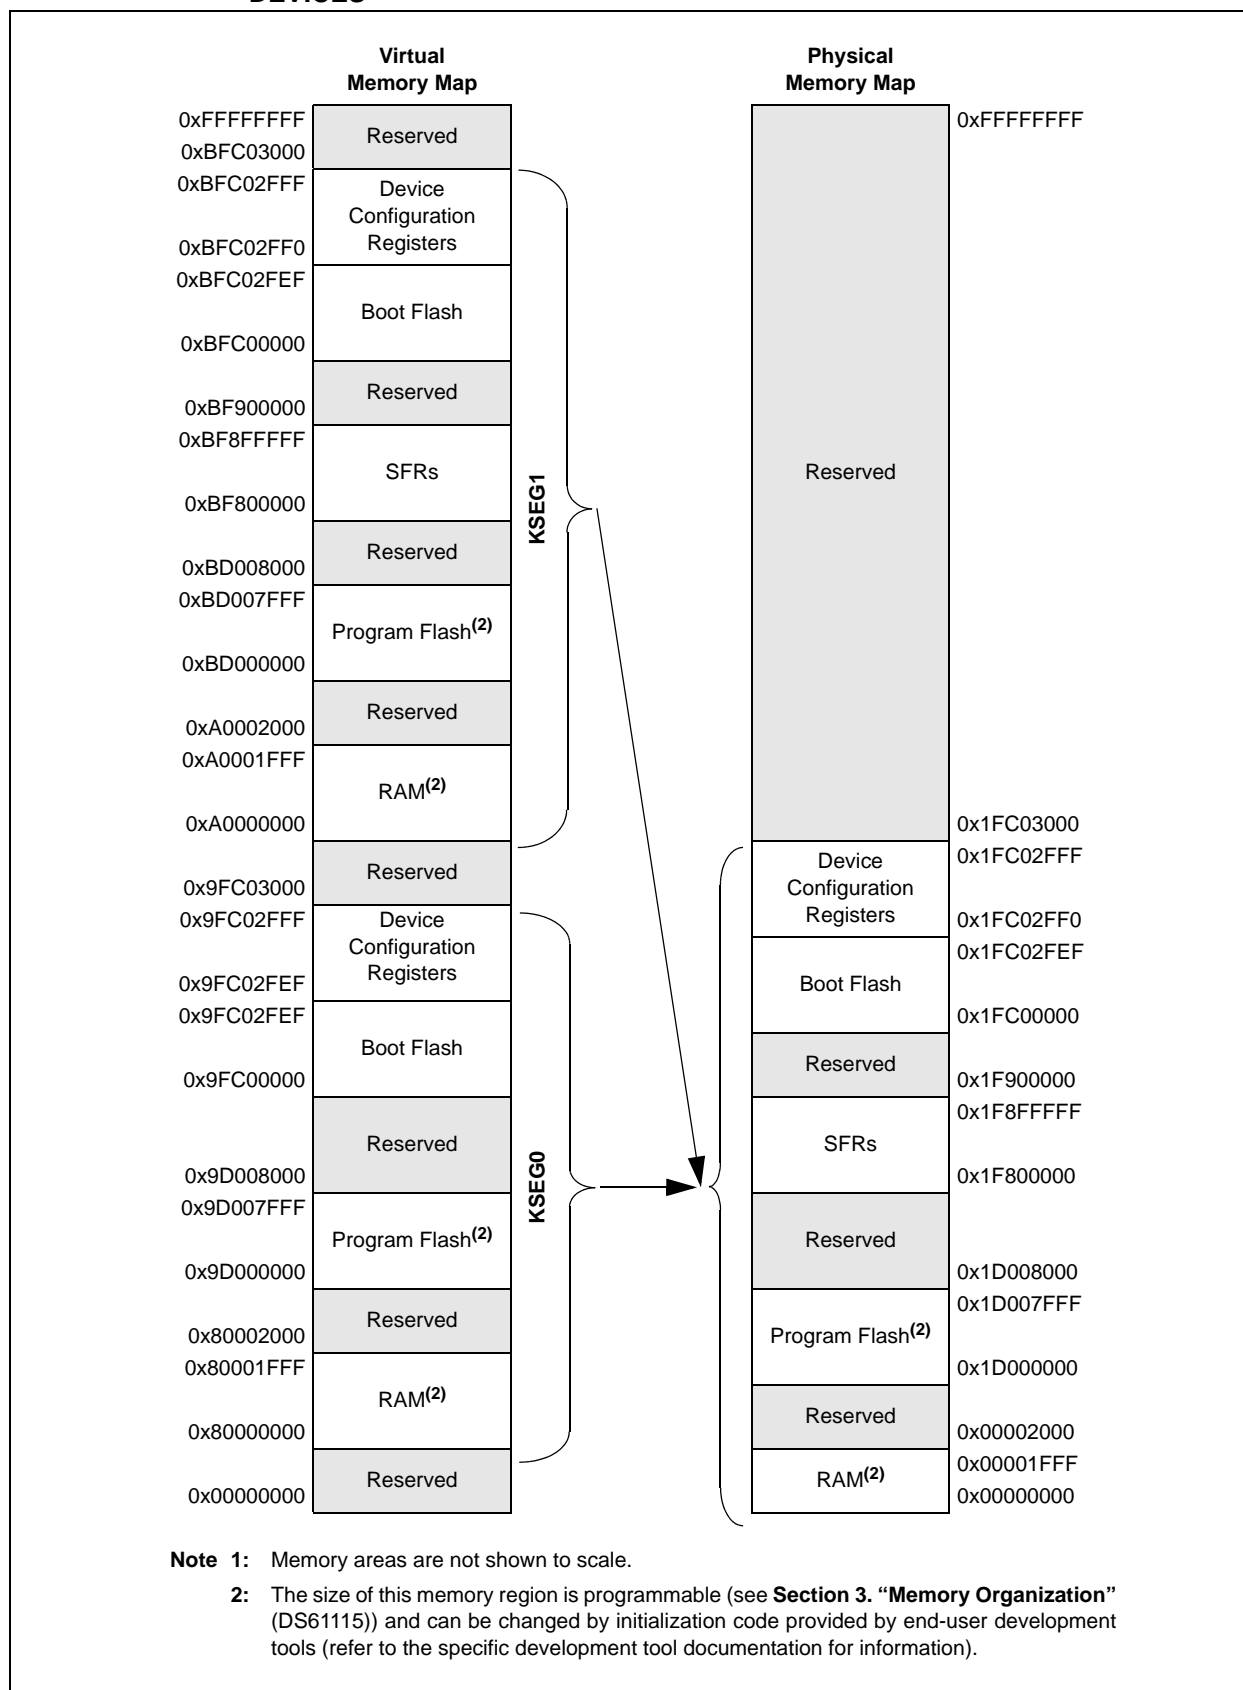 DEVICES
Virtual
Memory Map
0xFFFFFFFF
Reserved
0xBFC03000
0xBFC02FFF
Device
Configuration
Registers
0xBFC02FF0
0xBFC02FEF
Boot Flash
0xBFC00000
Reserved
0xBF900000
0xBF8FFFFF
SFRs
0xBF800000
Reserved
0xBD008000
0xBD007FFF
Program Flash(2)
0xBD000000
Reserved
0xA0002000
0xA0001FFF
RAM(2)
0xA0000000
Reserved
0x9FC03000
0x9FC02FFF
Device
Configuration
Registers
0x9FC02FEF
0x9FC02FEF
Boot Flash
0x9FC00000
Reserved
0x9D008000
0x9D007FFF
Program Flash(2)
0x9D000000
Reserved
0x80002000
0x80001FFF
RAM(2)
0x80000000
Reserved
0x00000000
KSEG1
KSEG0
Physical
Memory Map
0xFFFFFFFF
Reserved
0x1FC03000
0x1FC02FFF
Device
Configuration
Registers
0x1FC02FF0
0x1FC02FEF
Boot Flash
0x1FC00000
Reserved
0x1F900000
0x1F8FFFFF
SFRs
0x1F800000
Reserved
0x1D008000
0x1D007FFF
Program Flash(2)
0x1D000000
Reserved
0x00002000
0x00001FFF
RAM(2)
0x00000000
Note 1: Memory areas are not shown to scale.
2: The size of this memory region is programmable (see Section 3. “Memory Organization”
(DS61115)) and can be changed by initialization code provided by end-user development
tools (refer to the specific development tool documentation for information).